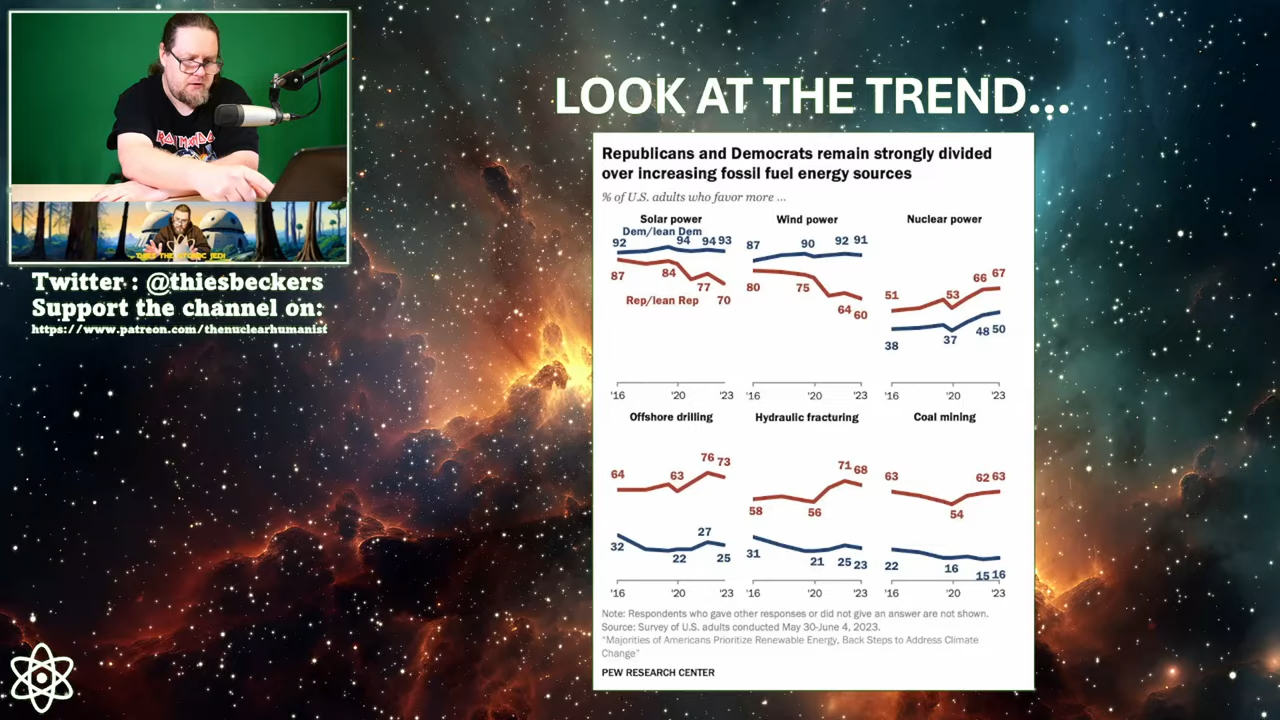 LOOK AT THE TREND...
Republicans and Democrats remain strongly divided
over increasing fossil fuel energy sources
% of U.S. adults who favor more ...
Solar power
Dem/lean Dem
92 94 94 93
87 84 77 70
Rep/lean Rep
'16 '20 '23
Wind power
87 90 92 91
80 75 64 60
'16 '20 '23
Nuclear power
51 53 66 67
38 37 48 50
'16 '20 '23
Offshore drilling
64 63 76 73
32 22 27 25
'16 '20 '23
Hydraulic fracturing
58 56 71 68
31 21 25 23
'16 '20 '23
Coal mining
63 54 62 63
22 16 15 16
'16 '20 '23
Note: Respondents who gave other responses or did not give an answer are not shown.
Source: Survey of U.S. adults conducted May 30-June 4, 2023.
"Majorities of Americans Prioritize Renewable Energy, Back Steps to Address Climate
Change"
PEW RESEARCH CENTER
IRON MAIDEN
Twitter : @thiesbeckers
Support the channel on:
https://www.patreon.com/thenuclearhumanist